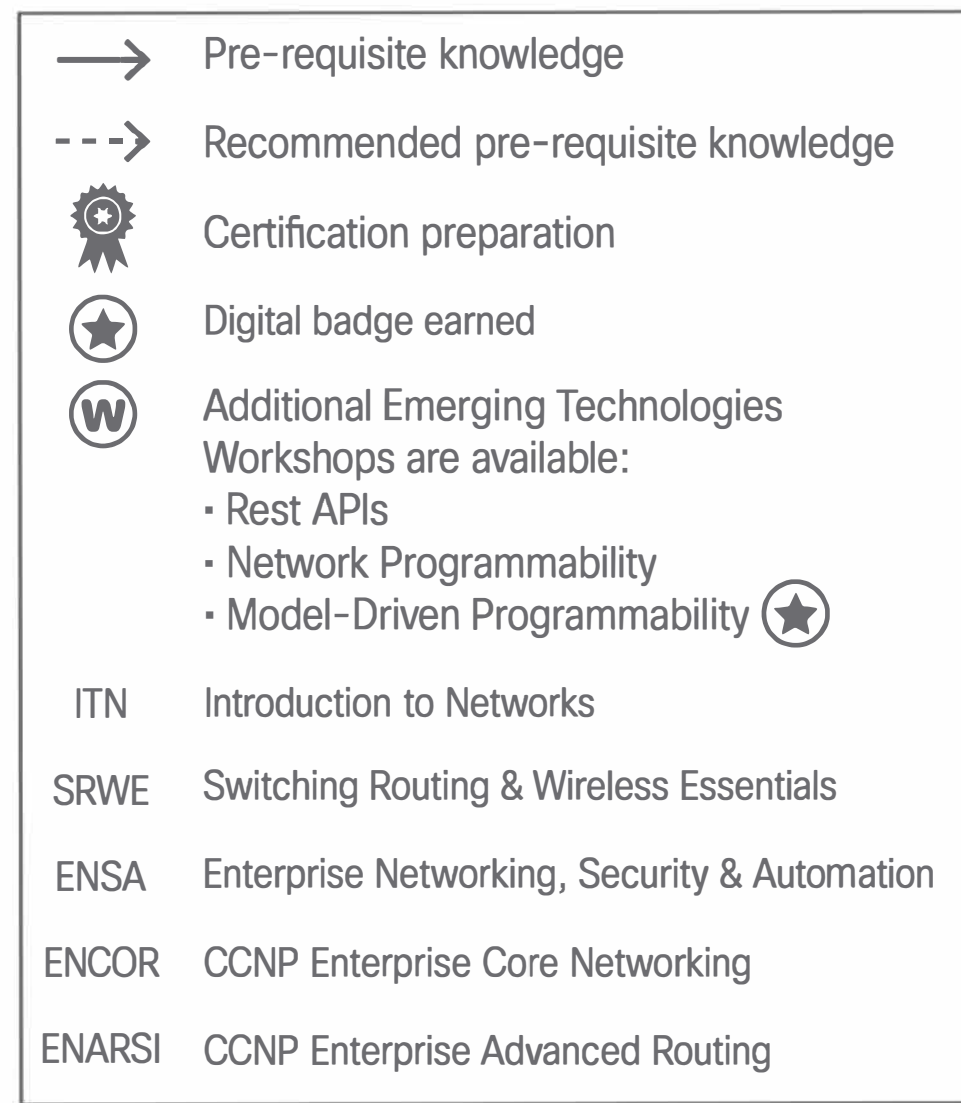 Pre-requisite knowledge
Recommended pre-requisite knowledge
Certification preparation
Digital badge earned
W Additional Emerging Technologies
Workshops are available:
▪ Rest APIs
▪ Network Programmability
▪ Model-Driven Programmability
ITN Introduction to Networks
SRWE Switching Routing & Wireless Essentials
ENSA Enterprise Networking, Security & Automation
ENCOR CCNP Enterprise Core Networking
ENARSI CCNP Enterprise Advanced Routing